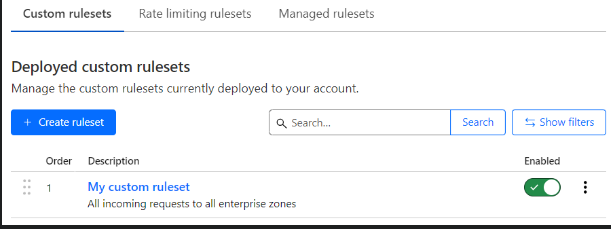 Custom rulesets Rate limiting rulesets Managed rulesets
Deployed custom rulesets
Manage the custom rulesets currently deployed to your account.
+ Create ruleset Search... Search Show filters
Order Description Enabled
1 My custom ruleset
All incoming requests to all enterprise zones